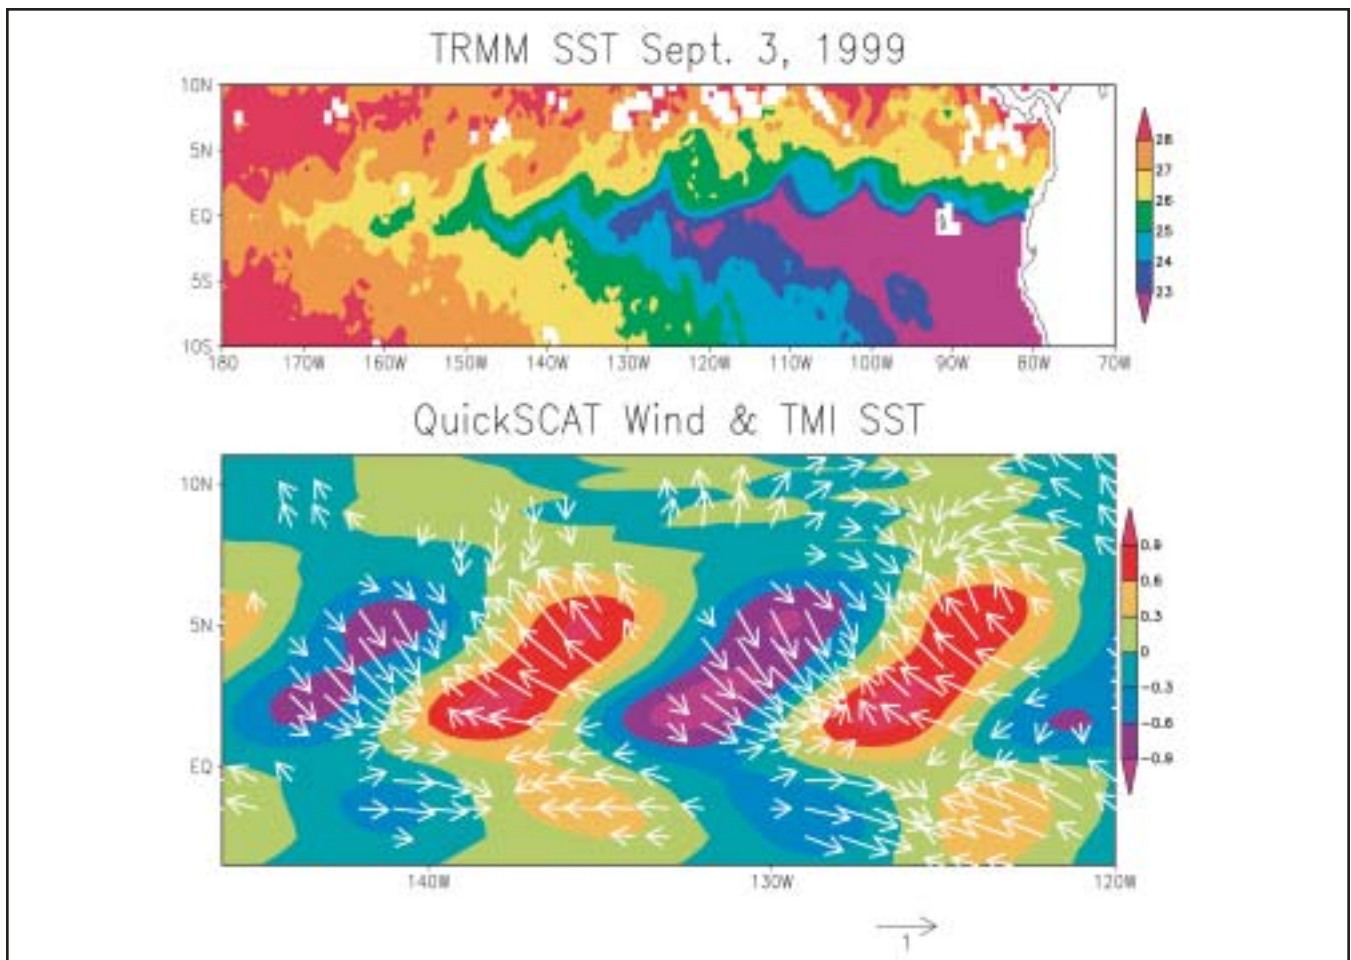 TRMM SST Sept. 3, 1999
10N
5N
EQ
5S
10S
180 170W 160W 150W 140W 130W 120W 110W 100W 90W 80W 70W
28
27
26
25
24
23
QuickSCAT Wind & TMI SST
10N
5N
EQ
140W 130W 120W
0.9
0.6
0.3
0
-0.3
-0.6
-0.9
1